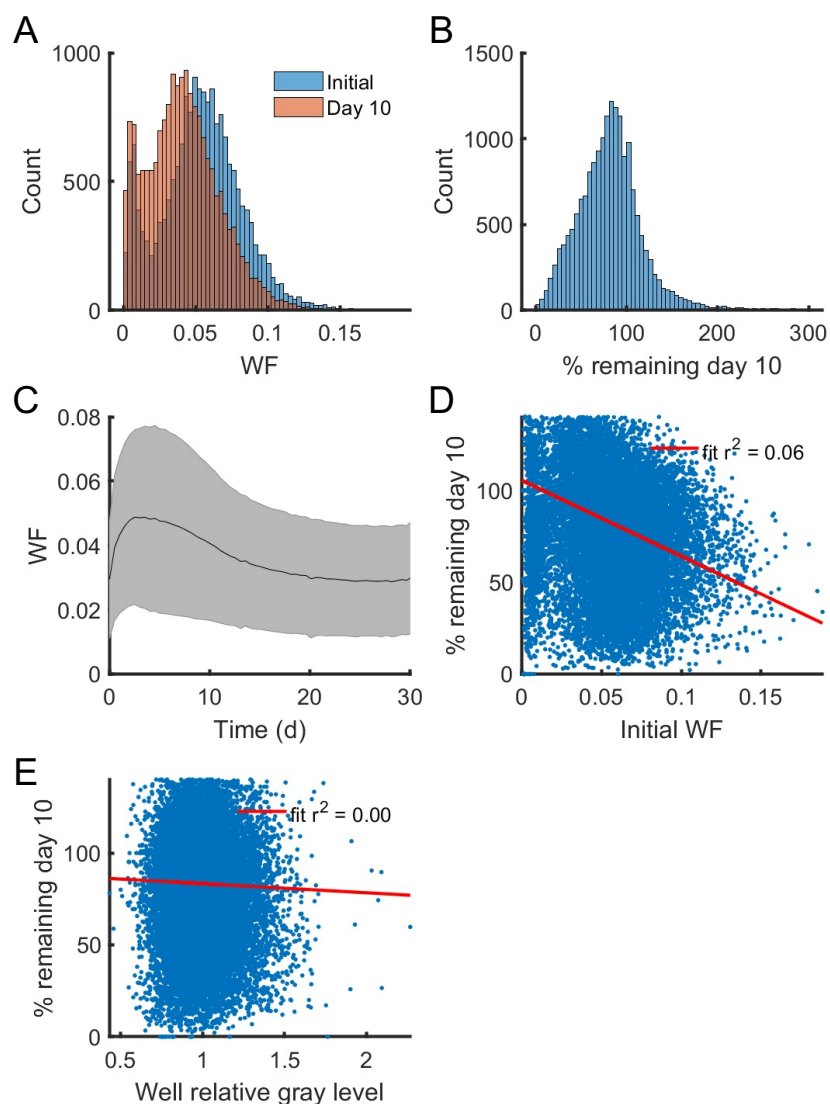 A
1000
500
0
Count
0
0.05
0.1
0.15
WF
Initial
Day 10
B
1500
1000
500
0
Count
0
100
200
300
% remaining day 10
C
0.08
0.06
0.04
0.02
0
WF
0
10
20
30
Time (d)
D
100
50
0
% remaining day 10
0
0.05
0.1
0.15
Initial WF
fit r² = 0.06
E
100
50
0
% remaining day 10
0.5
1
1.5
2
Well relative gray level
fit r² = 0.00